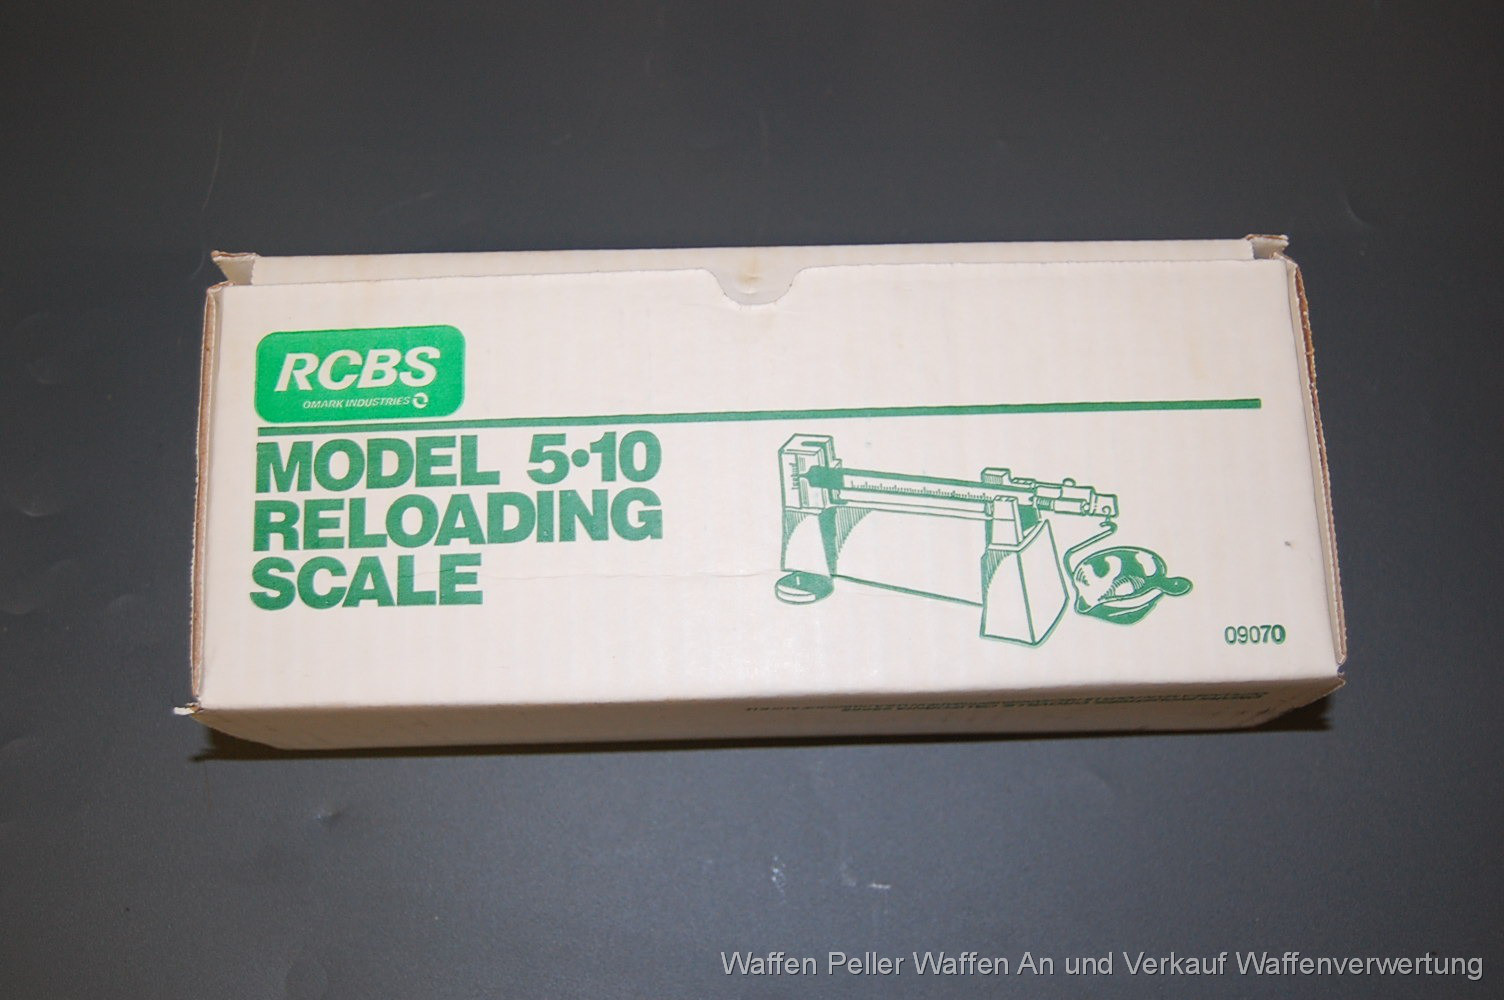 RCBS
OMARK INDUSTRIES
MODEL 5•10
RELOADING
SCALE
09070
Waffen Peller Waffen An und Verkauf Waffenverwertung